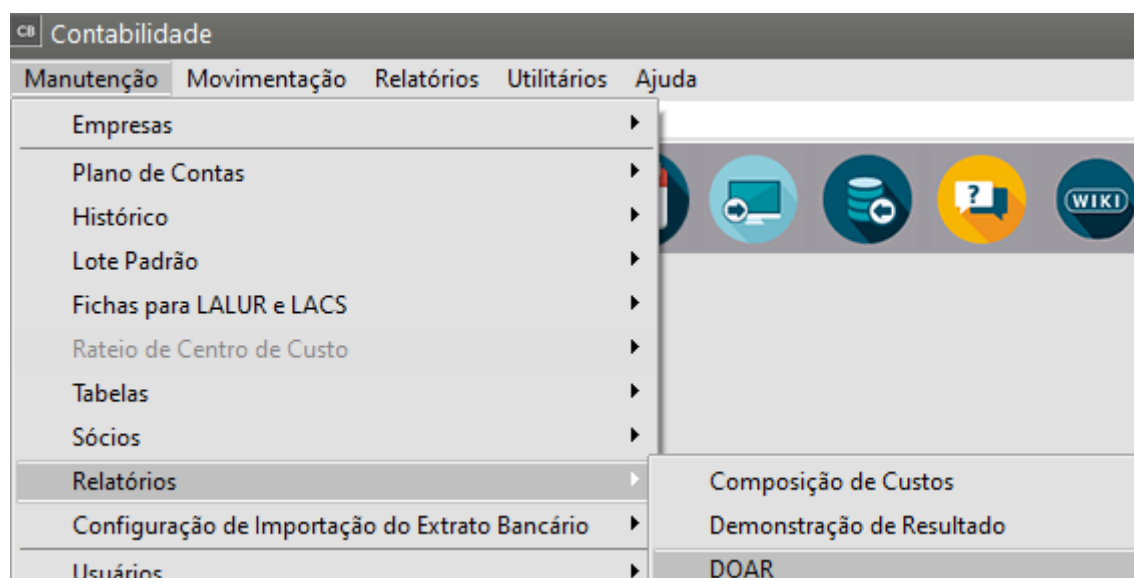 CB Contabilidade
Manutenção Movimentação Relatórios Utilitários Ajuda
Empresas
Plano de Contas
Histórico
? WIKI
Lote Padrão
Fichas para LALUR e LACS
Rateio de Centro de Custo
Tabelas
Sócios
Relatórios
Composição de Custos
Configuração de Importação do Extrato Bancário
Demonstração de Resultado
Usuários
DOAR